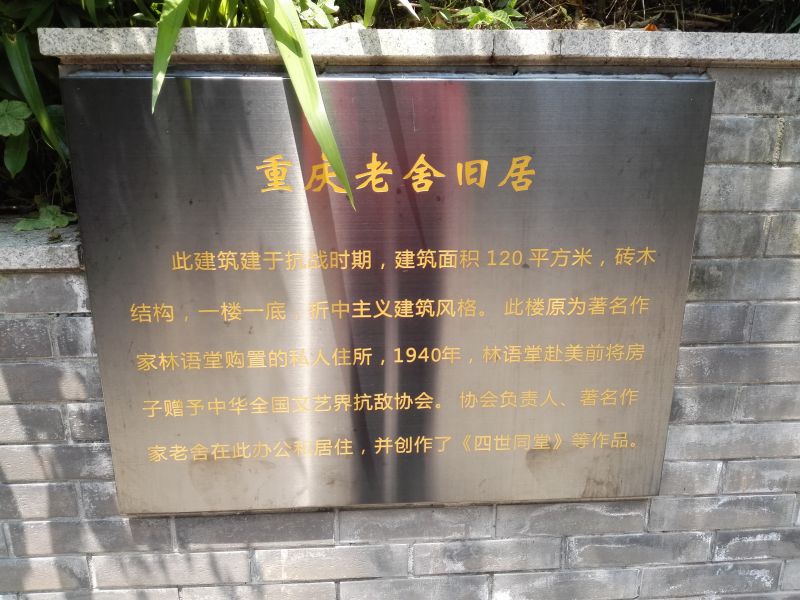 重庆老舍旧居
此建筑建于抗战时期，建筑面积120平方米，砖木
结构，一楼一底，折中主义建筑风格。此楼原为著名作
家林语堂购置的私人住所，1940年，林语堂赴美前将房
子赠予中华全国文艺界抗敌协会。协会负责人、著名作
家老舍在此办公和居住，并创作了《四世同堂》等作品。